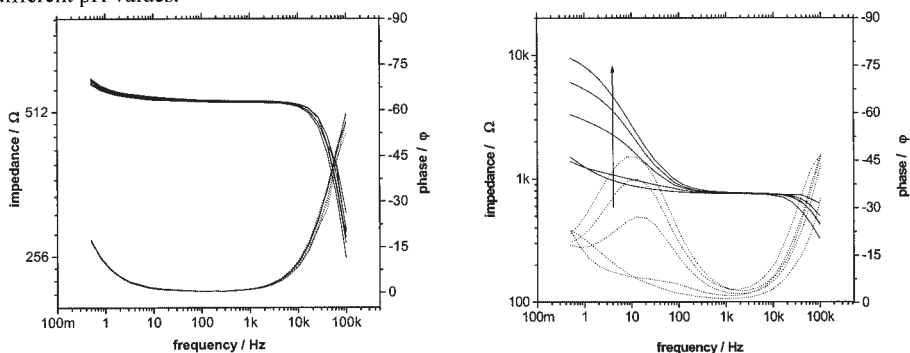 ifferent pH values.
impedance / Ω
512
256
-90
-75
-60
-45
-30
-15
0
phase / φ
100m 1 10 100 1k 10k 100k
frequency / Hz
impedance / Ω
10k
1k
100
-90
-75
-60
-45
-30
-15
0
phase / φ
100m 1 10 100 1k 10k 100k
frequency / Hz